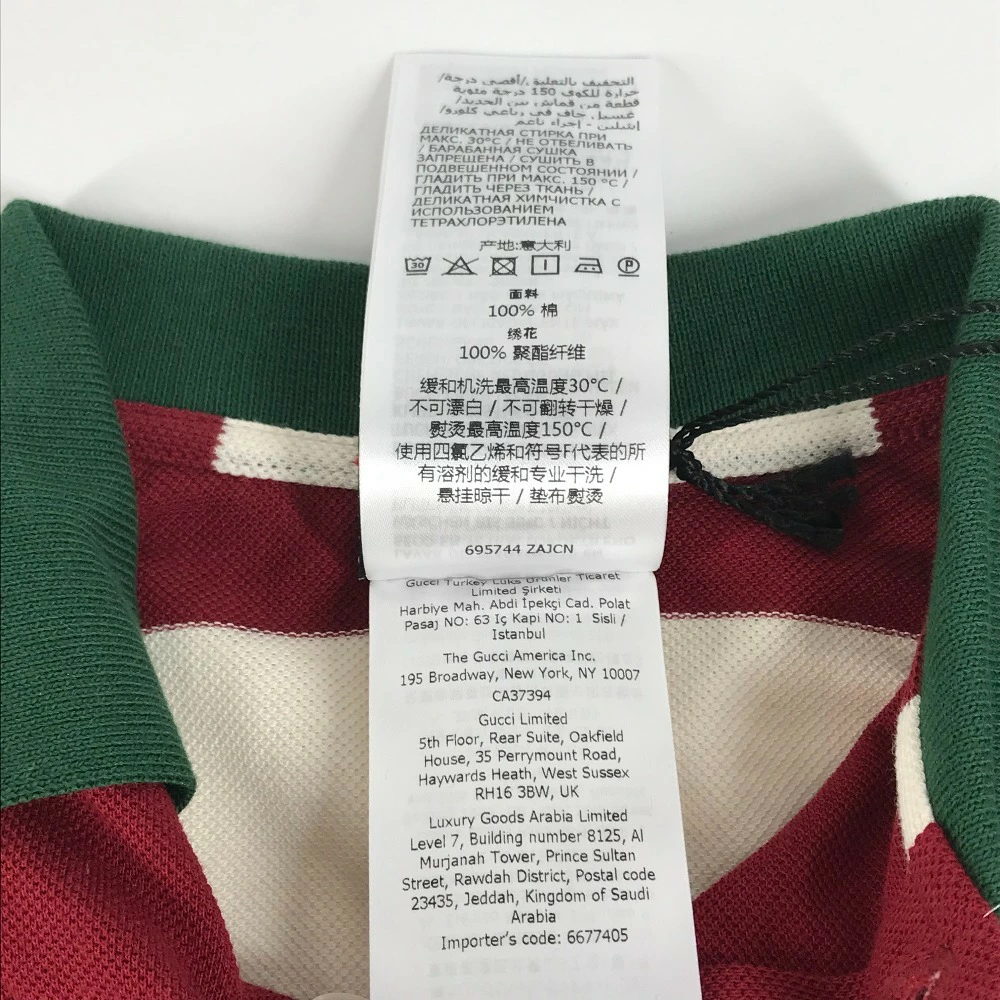 التجفيف بالتعليق /أقصى درجة/
حرارة للكوي 150 درجة مئوية
قطعة من قماش بين الحديد/
غسيل جاف في رباعي كلورو/
إيثيلين - إجراء ناعم
ДЕЛИКАТНАЯ СТИРКА ПРИ
МАКС. 30°C / НЕ ОТБЕЛИВАТЬ
/ БАРАБАННАЯ СУШКА
ЗАПРЕЩЕНА / СУШИТЬ В
ПОДВЕШЕННОМ СОСТОЯНИИ /
ГЛАДИТЬ ПРИ МАКС. 150 °C /
ГЛАДИТЬ ЧЕРЕЗ ТКАНЬ /
ДЕЛИКАТНАЯ ХИМЧИСТКА С
ИСПОЛЬЗОВАНИЕМ
ТЕТРАХЛОРЭТИЛЕНА
产地:意大利
30 P
面料
100% 棉
绣花
100% 聚酯纤维
缓和机洗最高温度30°C /
不可漂白 / 不可翻转干燥 /
熨烫最高温度150°C /
使用四氯乙烯和符号F代表的所
有溶剂的缓和专业干洗 /
悬挂晾干 / 垫布熨烫
695744 ZAJCN
Gucci Turkey Lüks Ürünler Ticaret
Limited Şirketi
Harbiye Mah. Abdi İpekçi Cad. Polat
Pasaj NO: 63 İç Kapi NO: 1 Sisli /
Istanbul
The Gucci America Inc.
195 Broadway, New York, NY 10007
CA37394
Gucci Limited
5th Floor, Rear Suite, Oakfield
House, 35 Perrymount Road,
Haywards Heath, West Sussex
RH16 3BW, UK
Luxury Goods Arabia Limited
Level 7, Building number 8125, Al
Murjanah Tower, Prince Sultan
Street, Rawdah District, Postal code
23435, Jeddah, Kingdom of Saudi
Arabia
Importer's code: 6677405